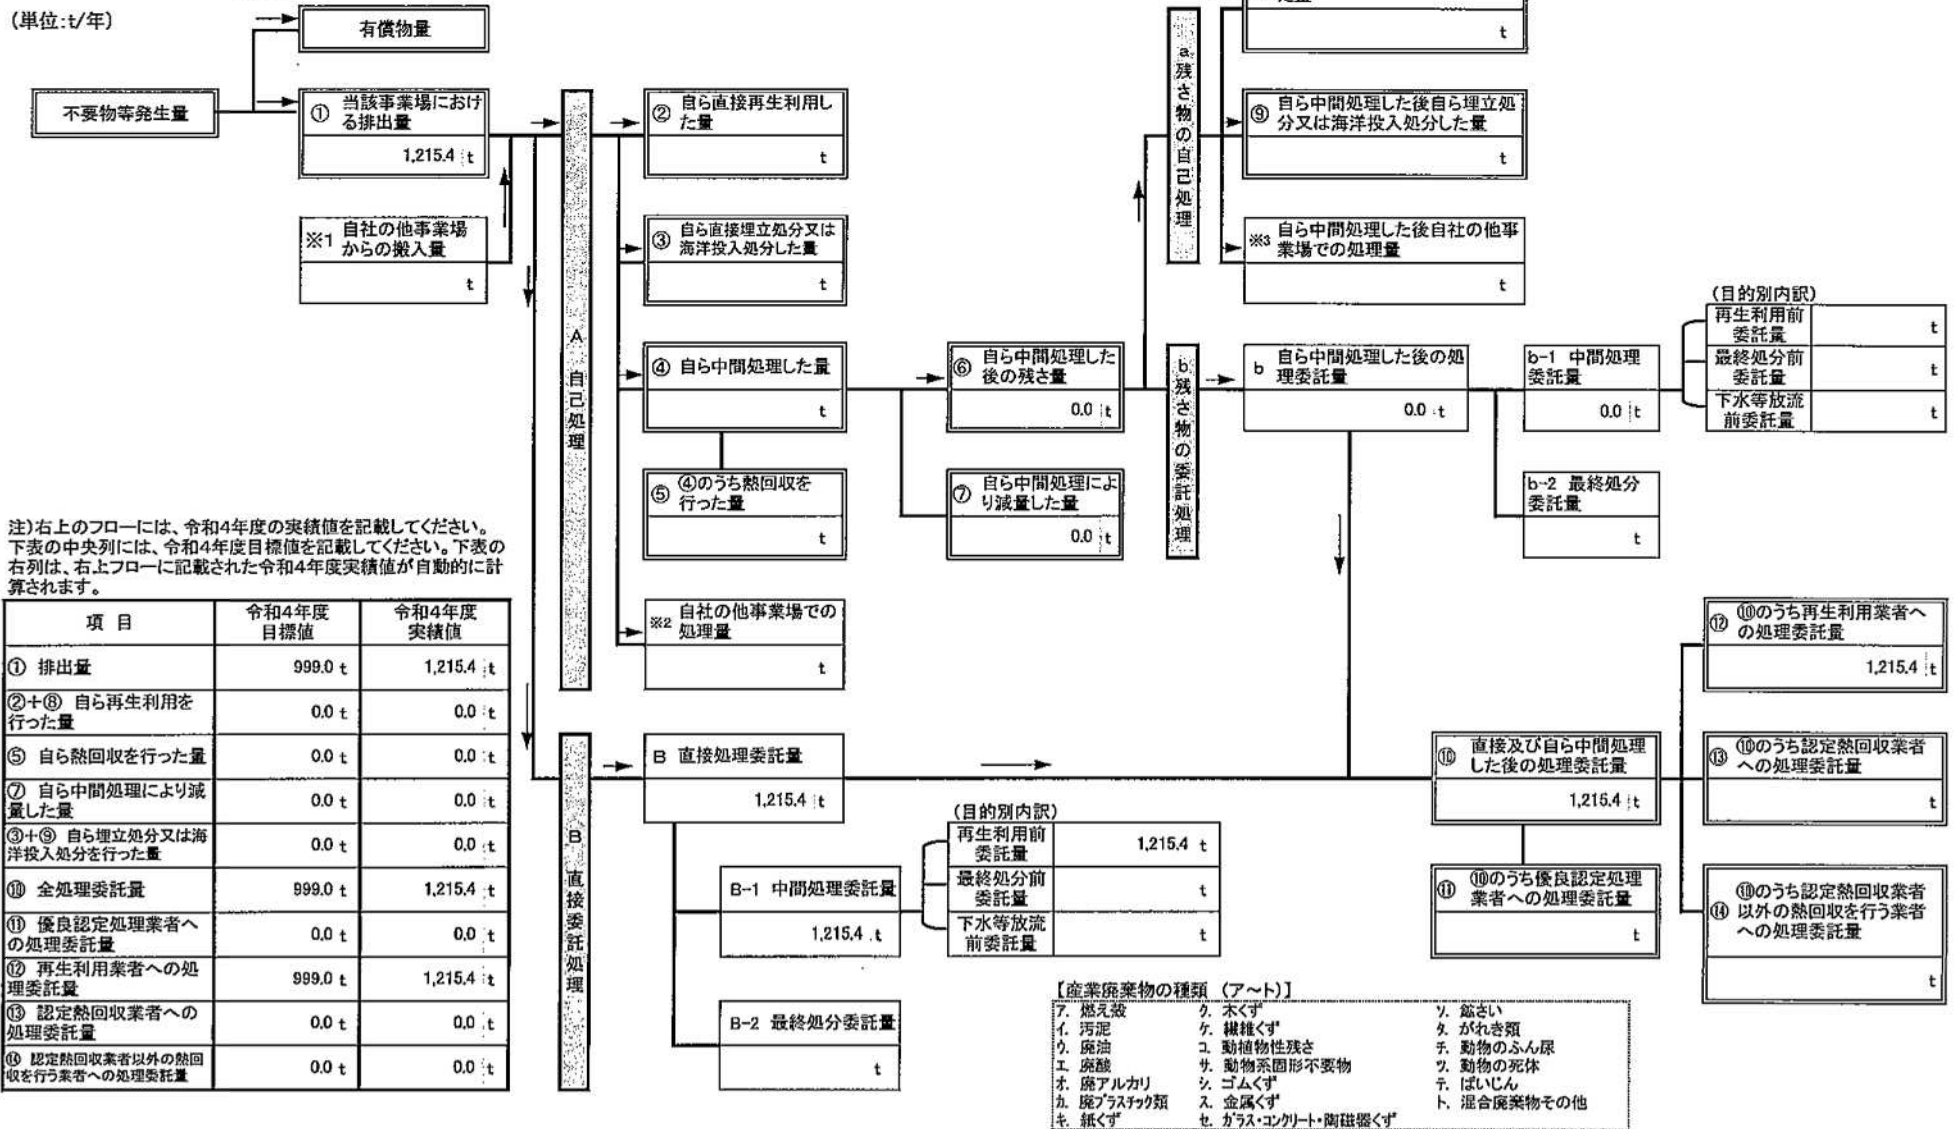 (単位:t/年)
有償物量
不要物等発生量
① 当該事業場におけ
る排出量
1,215.4 t
※1 自社の他事業場
からの搬入量
t
A 自己処理
② 自ら直接再生利用し
た量
t
③ 自ら直接埋立処分又は
海洋投入処分した量
t
④ 自ら中間処理した量
t
⑤ ④のうち熱回収を
行った量
t
※2 自社の他事業場での
処理量
t
⑥ 自ら中間処理した
後の残さ量
0.0 t
⑦ 自ら中間処理によ
り減量した量
0.0 t
a 残さ物の自己処理
t
⑨ 自ら中間処理した後自ら埋立処
分又は海洋投入処分した量
t
※3 自ら中間処理した後自社の他事
業場での処理量
t
b 残さ物の委託処理
b 自ら中間処理した後の処
理委託量
0.0 t
b-1 中間処理
委託量
0.0 t
b-2 最終処分
委託量
t
(目的別内訳)
再生利用前
委託量
t
最終処分前
委託量
t
下水等放流
前委託量
t
注)右上のフローには、令和4年度の実績値を記載してください。
下表の中央列には、令和4年度目標値を記載してください。下表の
右列は、右上フローに記載された令和4年度実績値が自動的に計
算されます。
項 目 令和4年度 目標値 令和4年度 実績値
① 排出量 999.0 t 1,215.4 t
②+⑧ 自ら再生利用を
行った量 0.0 t 0.0 t
⑤ 自ら熱回収を行った量 0.0 t 0.0 t
⑦ 自ら中間処理により減
量した量 0.0 t 0.0 t
③+⑨ 自ら埋立処分又は海
洋投入処分を行った量 0.0 t 0.0 t
⑩ 全処理委託量 999.0 t 1,215.4 t
⑪ 優良認定処理業者へ
の処理委託量 0.0 t 0.0 t
⑫ 再生利用業者への処
理委託量 999.0 t 1,215.4 t
⑬ 認定熱回収業者への
処理委託量 0.0 t 0.0 t
⑭ 認定熱回収業者以外の熱回
収を行う業者への処理委託量 0.0 t 0.0 t
B 直接委託処理
B 直接処理委託量
1,215.4 t
B-1 中間処理委託量
1,215.4 t
B-2 最終処分委託量
t
(目的別内訳)
再生利用前
委託量
1,215.4 t
最終処分前
委託量
t
下水等放流
前委託量
t
⑩ 直接及び自ら中間処理
した後の処理委託量
1,215.4 t
⑪ ⑩のうち優良認定処理
業者への処理委託量
t
⑫ ⑩のうち再生利用業者へ
の処理委託量
1,215.4 t
⑬ ⑩のうち認定熱回収業者
への処理委託量
t
⑭ ⑩のうち認定熱回収業者
以外の熱回収を行う業者
への処理委託量
t
【産業廃棄物の種類 (ア~ト)】
ア. 燃え殻 ク. 木くず ソ. 鉱さい
イ. 汚泥 ケ. 繊維くず タ. がれき類
ウ. 廃油 コ. 動植物性残さ チ. 動物のふん尿
エ. 廃酸 サ. 動物系固形不要物 ツ. 動物の死体
オ. 廃アルカリ シ. ゴムくず テ. ばいじん
カ. 廃プラスチック類 ス. 金属くず ト. 混合廃棄物その他
キ. 紙くず セ. ガラス・コンクリート・陶磁器くず